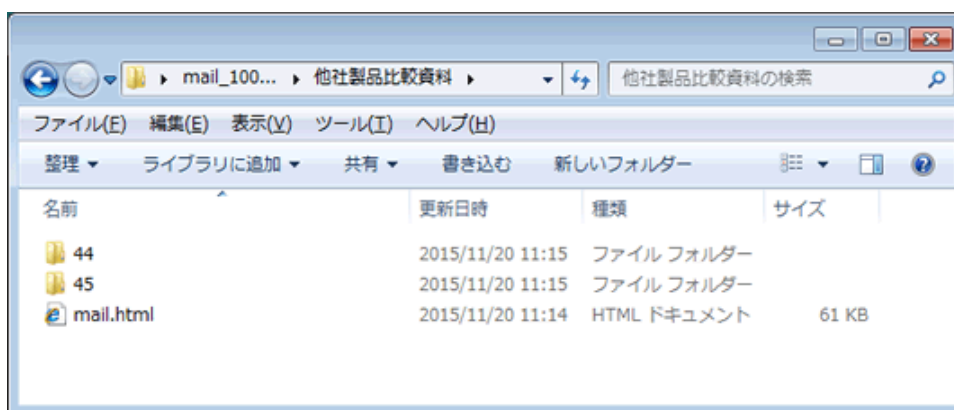 mail_100... 他社製品比較資料 他社製品比較資料の検索
ファイル(F) 編集(E) 表示(V) ツール(T) ヘルプ(H)
整理 ライブラリに追加 共有 書き込む 新しいフォルダー
名前 更新日時 種類 サイズ
44 2015/11/20 11:15 ファイル フォルダー
45 2015/11/20 11:15 ファイル フォルダー
mail.html 2015/11/20 11:14 HTML ドキュメント 61 KB